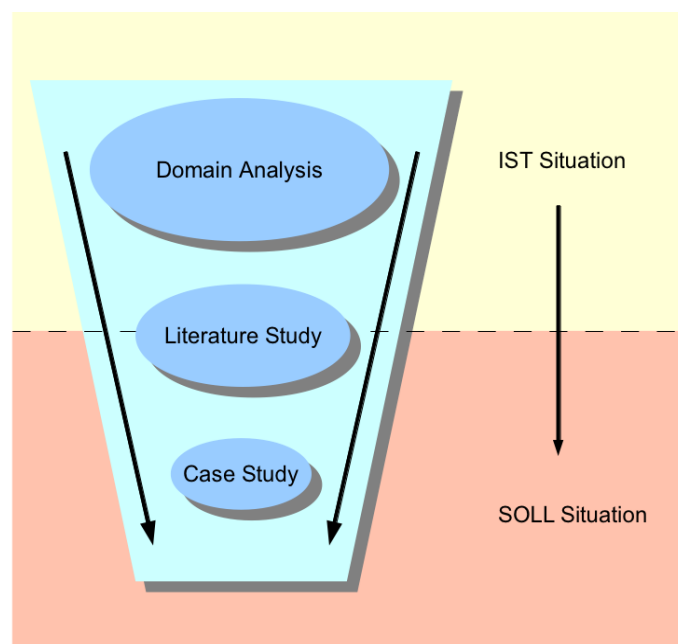 Domain Analysis
IST Situation
Literature Study
Case Study
SOLL Situation